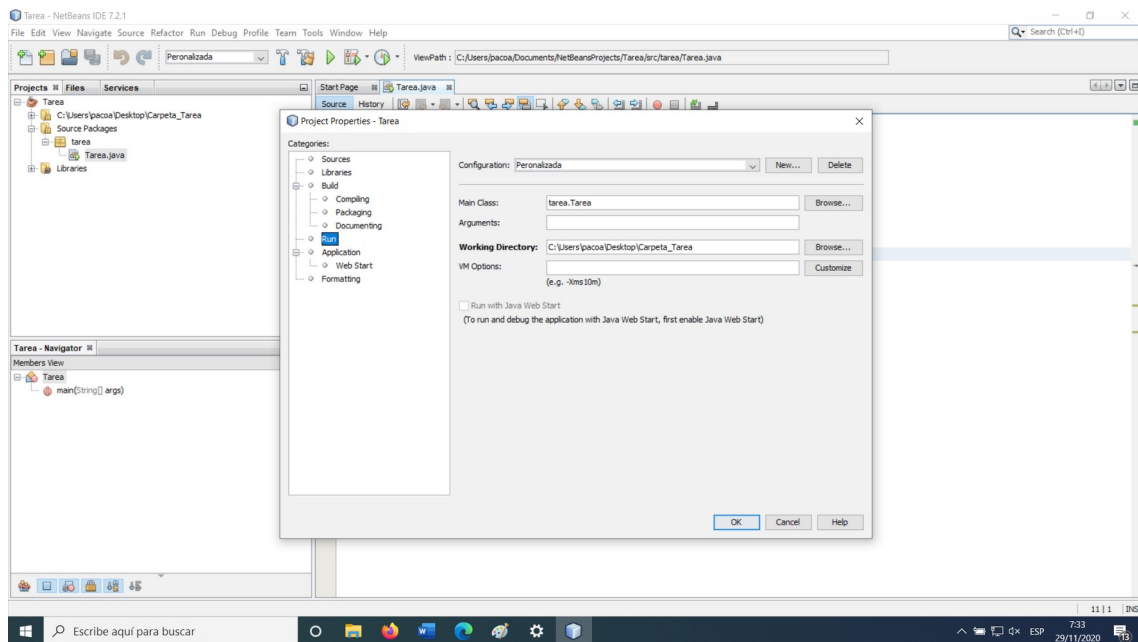 Tarea - NetBeans IDE 7.2.1
File Edit View Navigate Source Refactor Run Debug Profile Team Tools Window Help
Search (Ctrl+I)
Peronalizada
ViewPath : C:/Users/pacoa/Documents/NetBeansProjects/Tarea/src/tarea/Tarea.java
Projects Files Services
Start Page Tarea.java
Source History
Tarea
C:\Users\pacoa\Desktop\Carpeta_Tarea
Source Packages
tarea
Tarea.java
Libraries
Project Properties - Tarea
Categories:
Sources
Libraries
Build
Compiling
Packaging
Documenting
Run
Application
Web Start
Formatting
Configuration: Peronalizada New... Delete
Main Class: tarea.Tarea Browse...
Arguments:
Working Directory: C:\Users\pacoa\Desktop\Carpeta_Tarea Browse...
VM Options: Customize
(e.g. -Xms10m)
Run with Java Web Start
(To run and debug the application with Java Web Start, first enable Java Web Start)
OK Cancel Help
Tarea - Navigator
Members View
Tarea
main(String[] args)
11 | 1 INS
Escribe aquí para buscar
ESP
7:33
29/11/2020
13